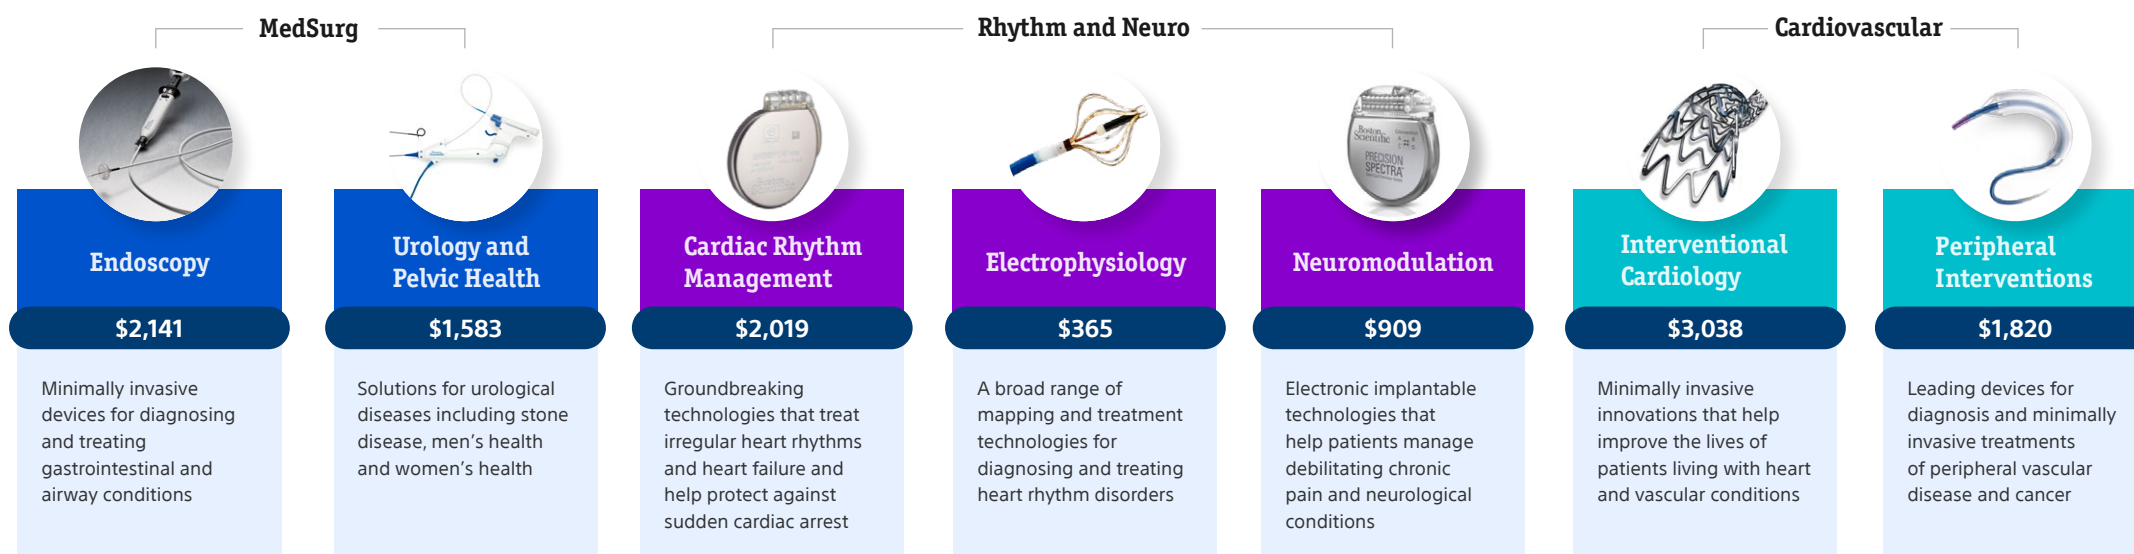 MedSurg
Rhythm and Neuro
Cardiovascular
Endoscopy
$2,141
Minimally invasive
devices for diagnosing
and treating
gastrointestinal and
airway conditions
Urology and
Pelvic Health
$1,583
Solutions for urological
diseases including stone
disease, men’s health
and women’s health
Cardiac Rhythm
Management
$2,019
Groundbreaking
technologies that treat
irregular heart rhythms
and heart failure and
help protect against
sudden cardiac arrest
Electrophysiology
$365
A broad range of
mapping and treatment
technologies for
diagnosing and treating
heart rhythm disorders
Boston
Scientific
PRECISION
SPECTRA
Neuromodulation
$909
Electronic implantable
technologies that
help patients manage
debilitating chronic
pain and neurological
conditions
Interventional
Cardiology
$3,038
Minimally invasive
innovations that help
improve the lives of
patients living with heart
and vascular conditions
Peripheral
Interventions
$1,820
Leading devices for
diagnosis and minimally
invasive treatments
of peripheral vascular
disease and cancer